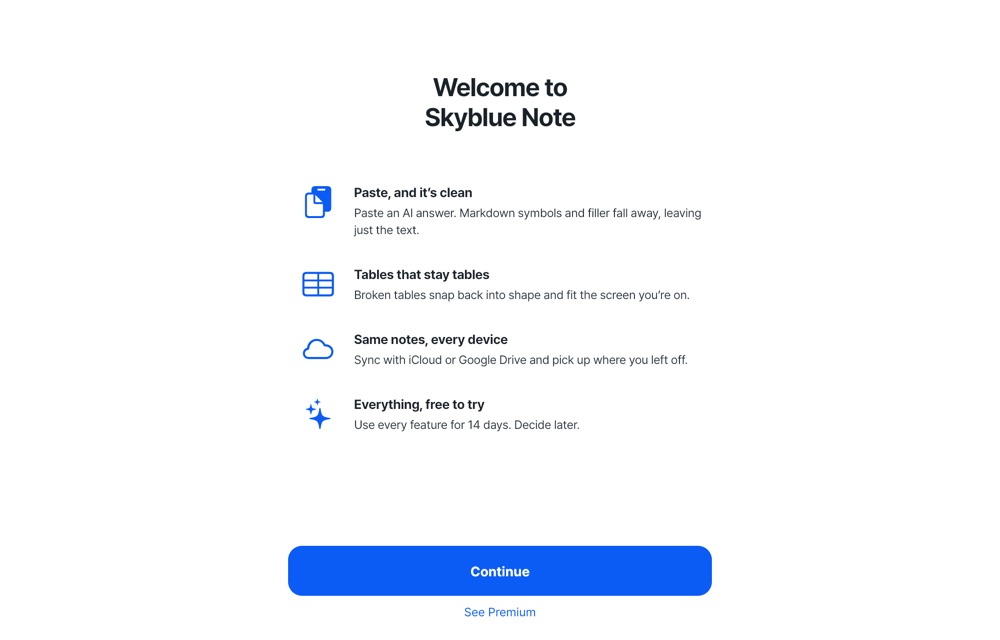 Welcome to
Skyblue Note
Paste, and it’s clean
Paste an AI answer. Markdown symbols and filler fall away, leaving
just the text.
Tables that stay tables
Broken tables snap back into shape and fit the screen you’re on.
Same notes, every device
Sync with iCloud or Google Drive and pick up where you left off.
Everything, free to try
Use every feature for 14 days. Decide later.
Continue
See Premium